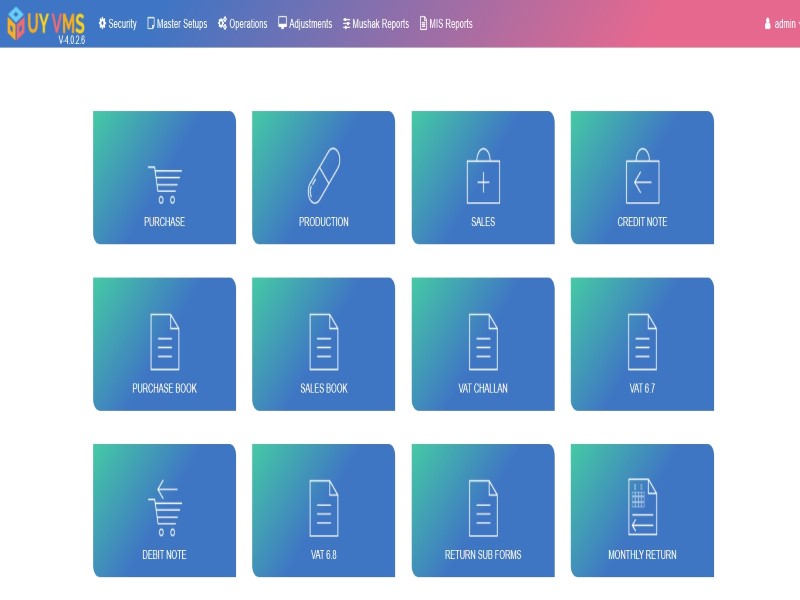 UY VMS
V-4.0.2.6
Security Master Setups Operations Adjustments Mushak Reports MIS Reports admin
PURCHASE PRODUCTION SALES CREDIT NOTE
PURCHASE BOOK SALES BOOK VAT CHALLAN VAT 6.7
DEBIT NOTE VAT 6.8 RETURN SUB FORMS MONTHLY RETURN